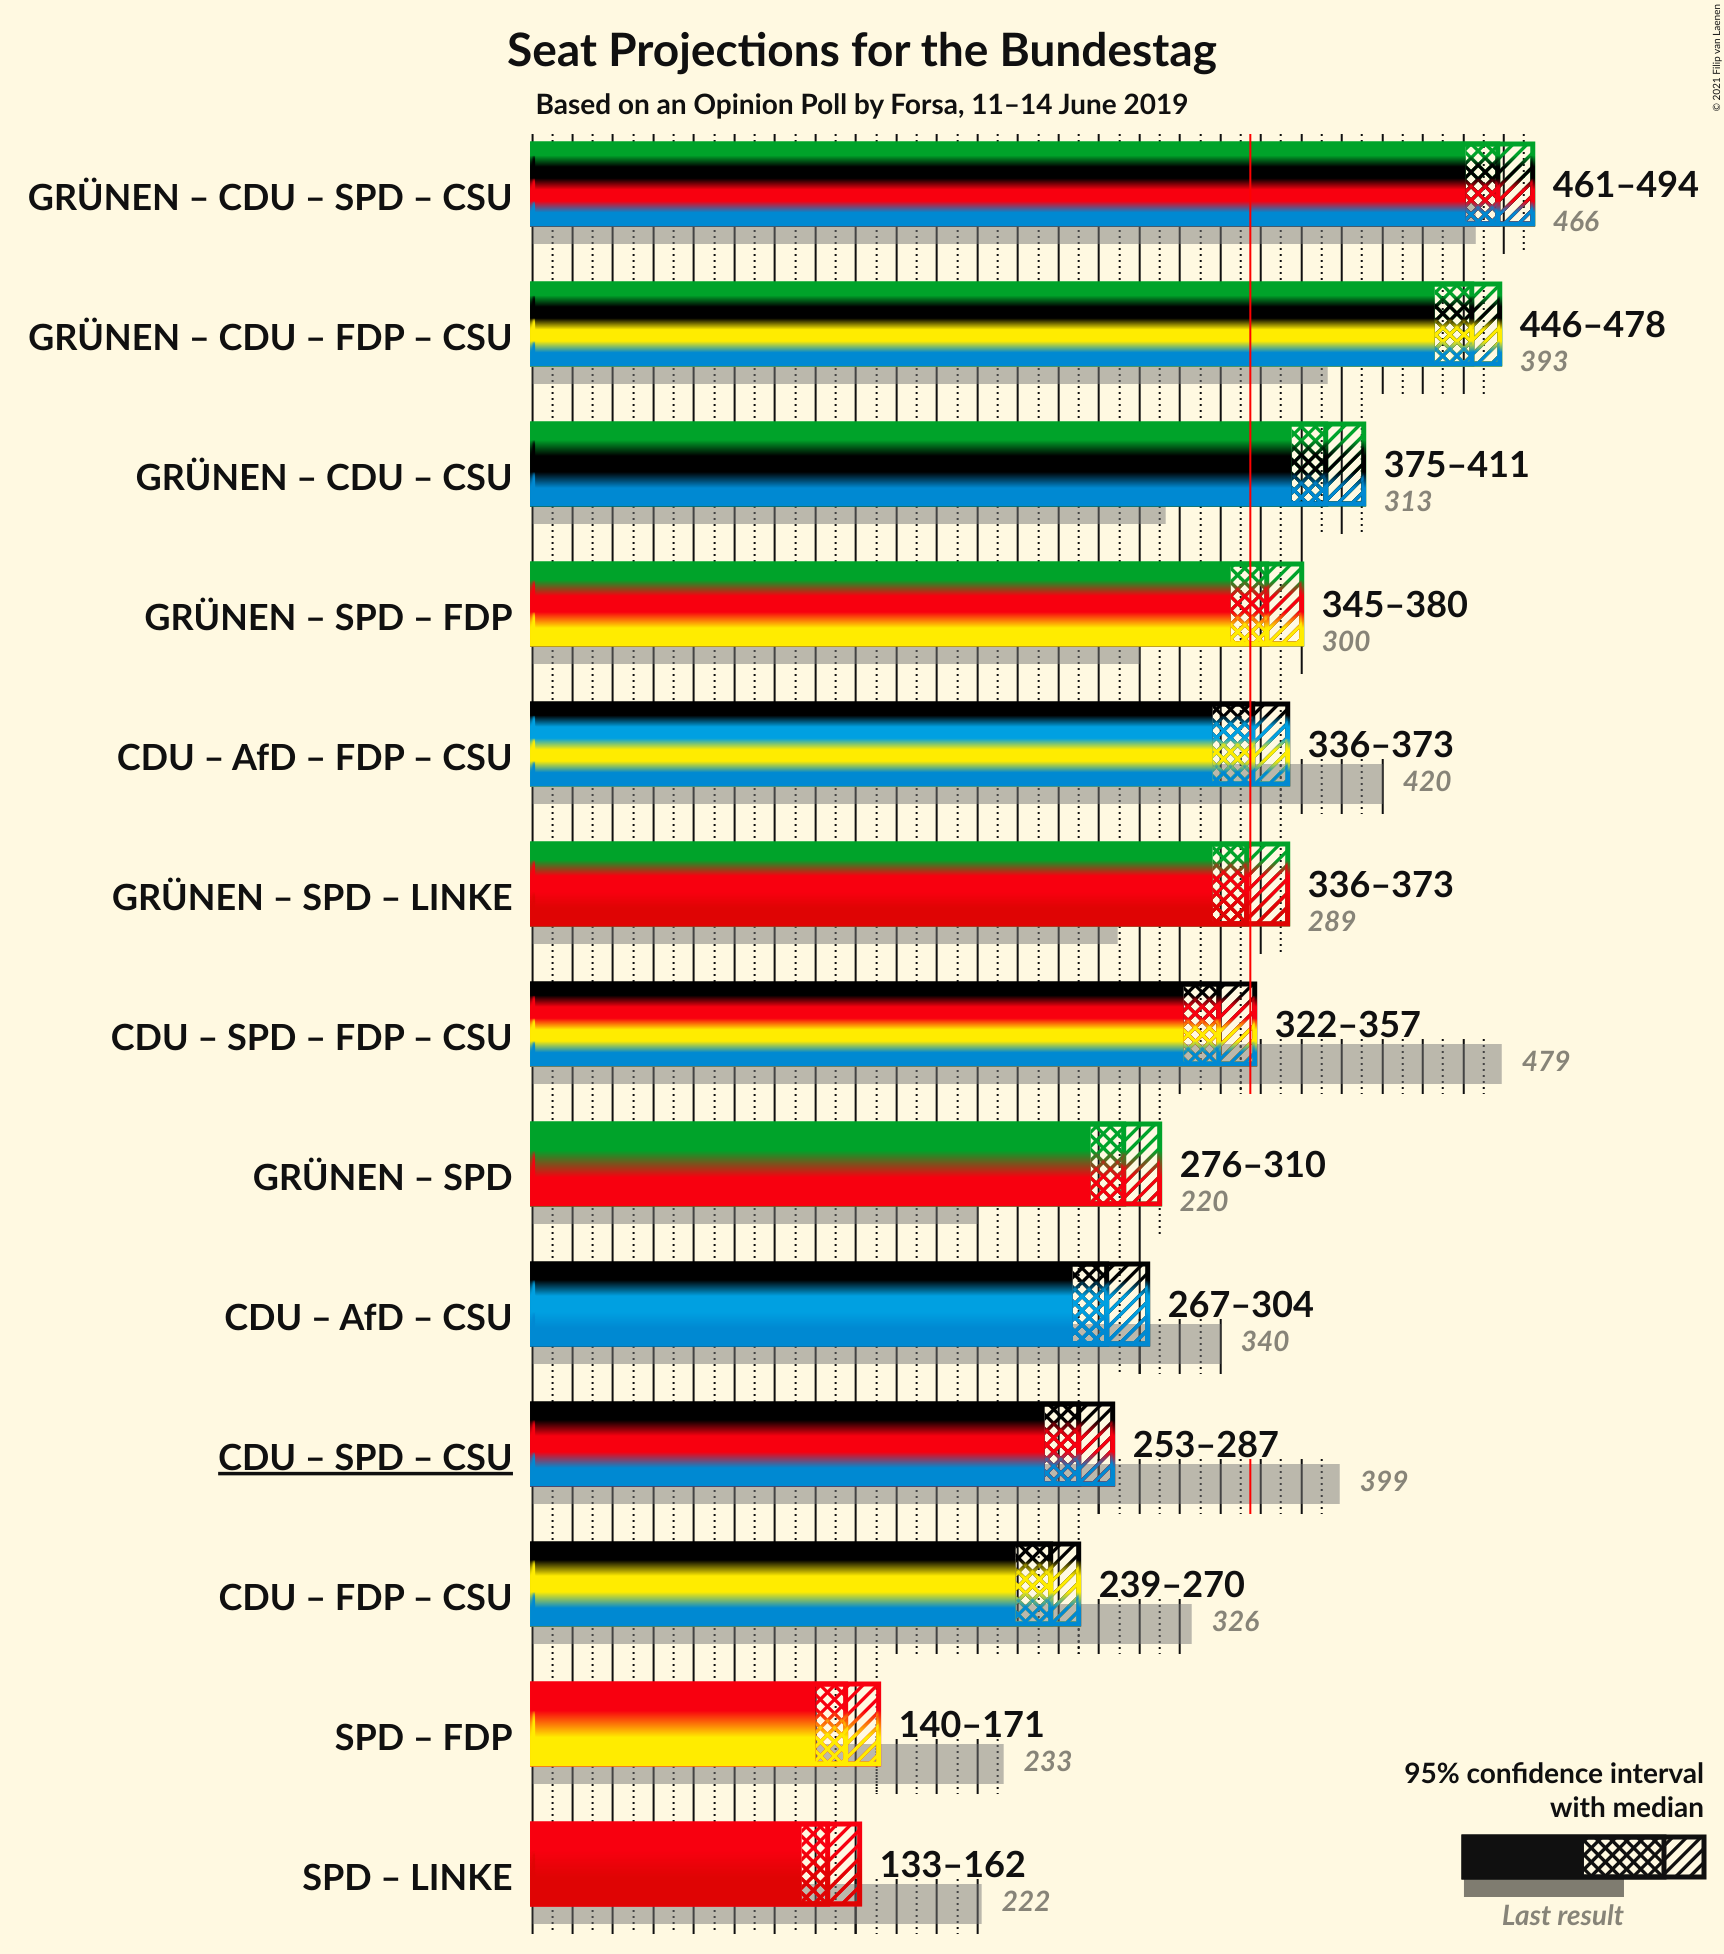 Seat Projections for the Bundestag
Based on an Opinion Poll by Forsa, 11–14 June 2019
© 2021 Filip van Laenen
GRÜNEN – CDU – SPD – CSU
461–494
466
GRÜNEN – CDU – FDP – CSU
446–478
393
GRÜNEN – CDU – CSU
375–411
313
GRÜNEN – SPD – FDP
345–380
300
CDU – AfD – FDP – CSU
336–373
420
GRÜNEN – SPD – LINKE
336–373
289
CDU – SPD – FDP – CSU
322–357
479
GRÜNEN – SPD
276–310
220
CDU – AfD – CSU
267–304
340
CDU – SPD – CSU
253–287
399
CDU – FDP – CSU
239–270
326
SPD – FDP
140–171
233
SPD – LINKE
133–162
222
95% confidence interval
with median
Last result